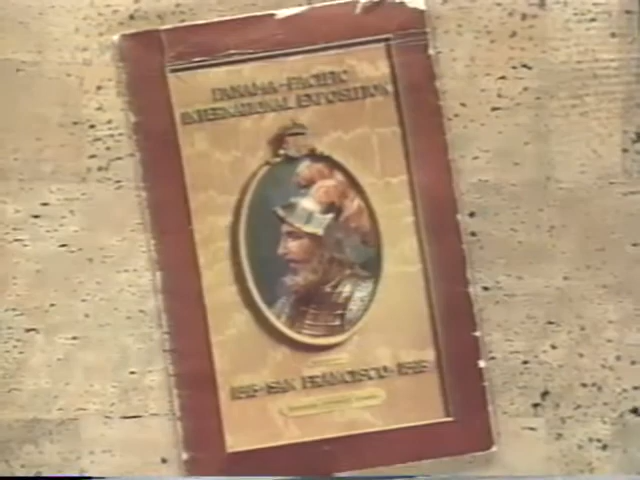 PANAMA-PACIFIC
INTERNATIONAL EXPOSITION
1915-SAN FRANCISCO-1915